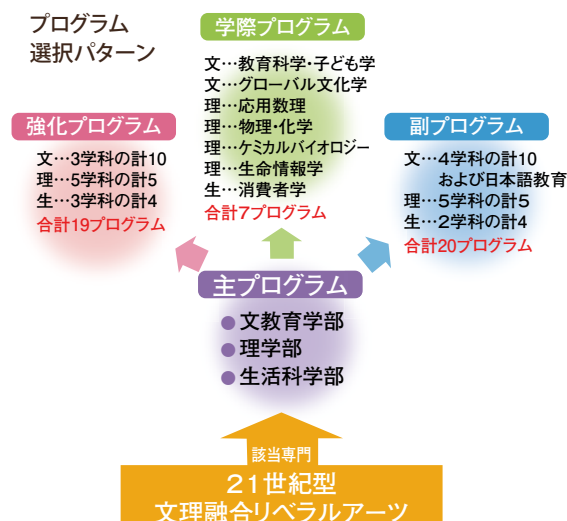 プログラム
選択パターン
学際プログラム
文…教育科学・子ども学
文…グローバル文化学
理…応用数理
理…物理・化学
理…ケミカルバイオロジー
理…生命情報学
生…消費者学
合計7プログラム
強化プログラム
文…3学科の計10
理…5学科の計5
生…3学科の計4
合計19プログラム
副プログラム
文…4学科の計10
および日本語教育
理…5学科の計5
生…2学科の計4
合計20プログラム
主プログラム
●文教育学部
●理学部
●生活科学部
該当専門
21世紀型
文理融合リベラルアーツ